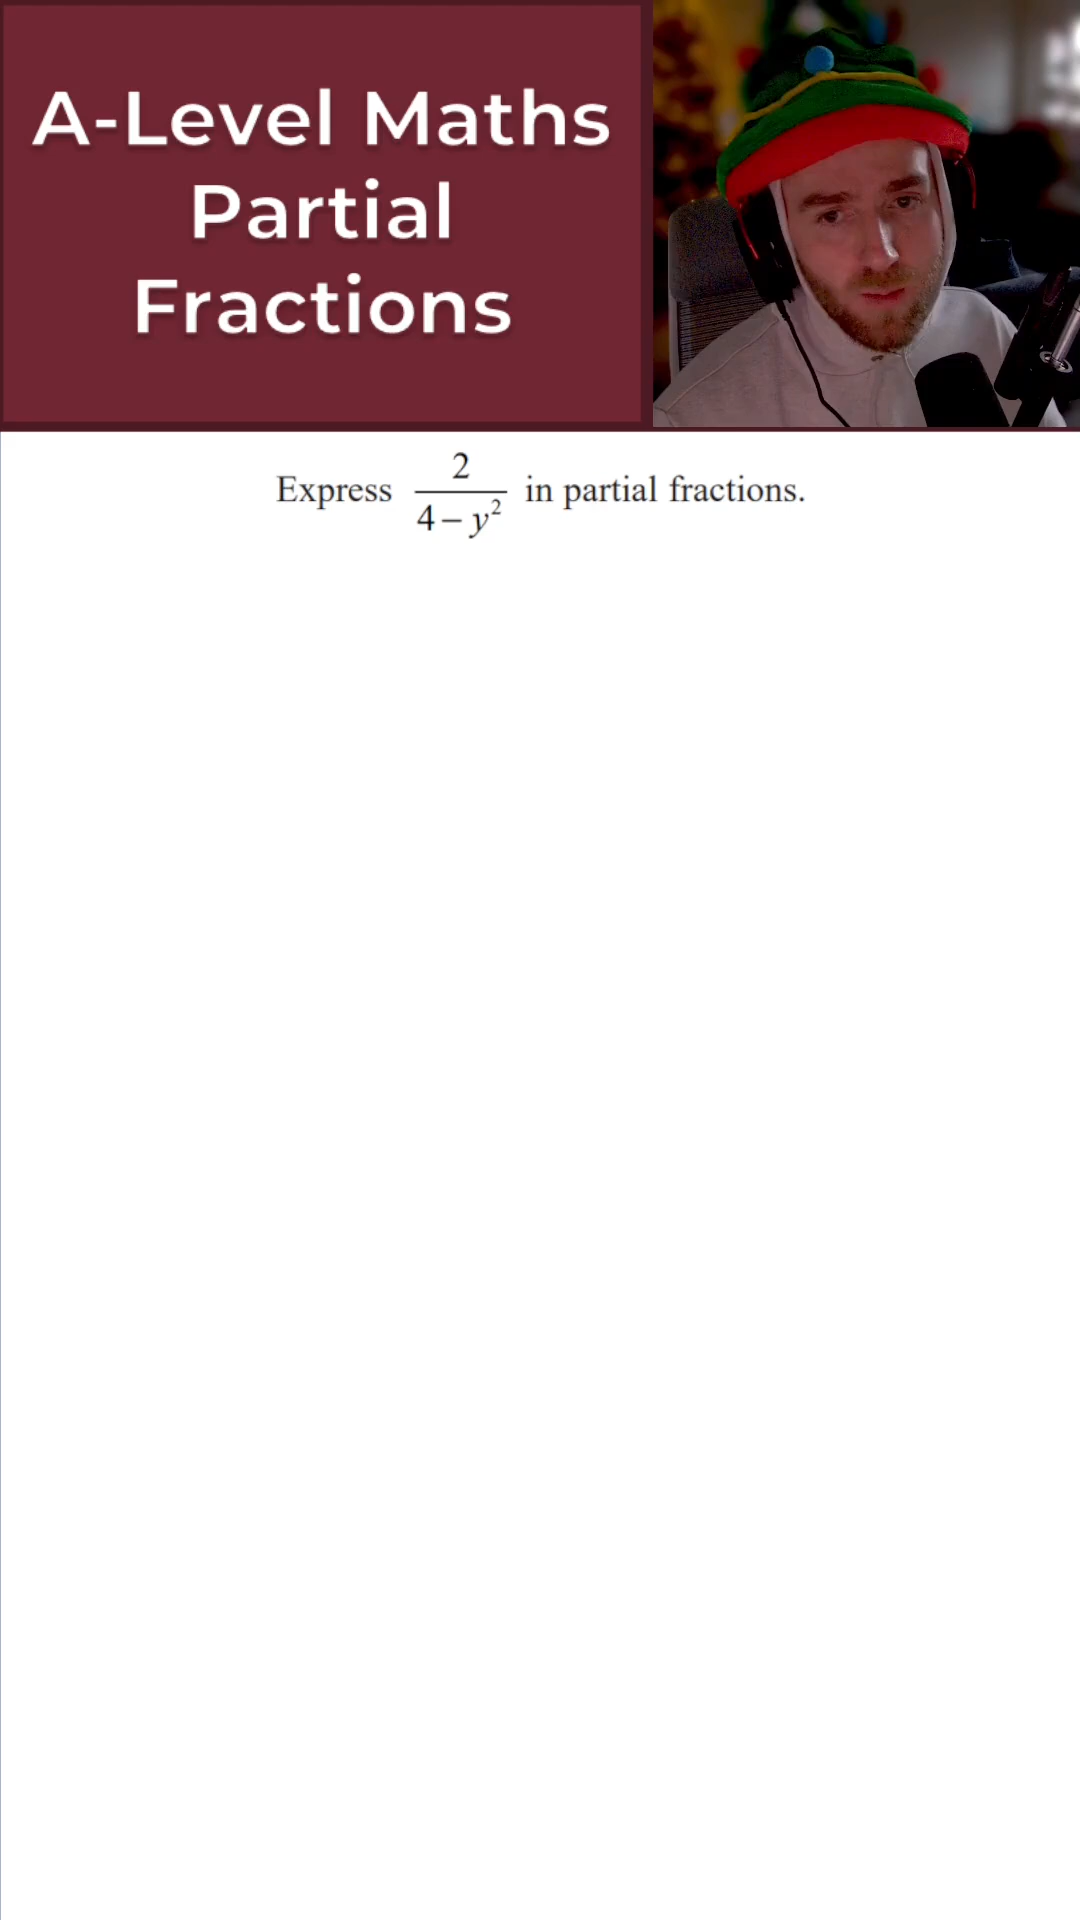 A-Level Maths
Partial
Fractions
Express 2/(4 – y²) in partial fractions.